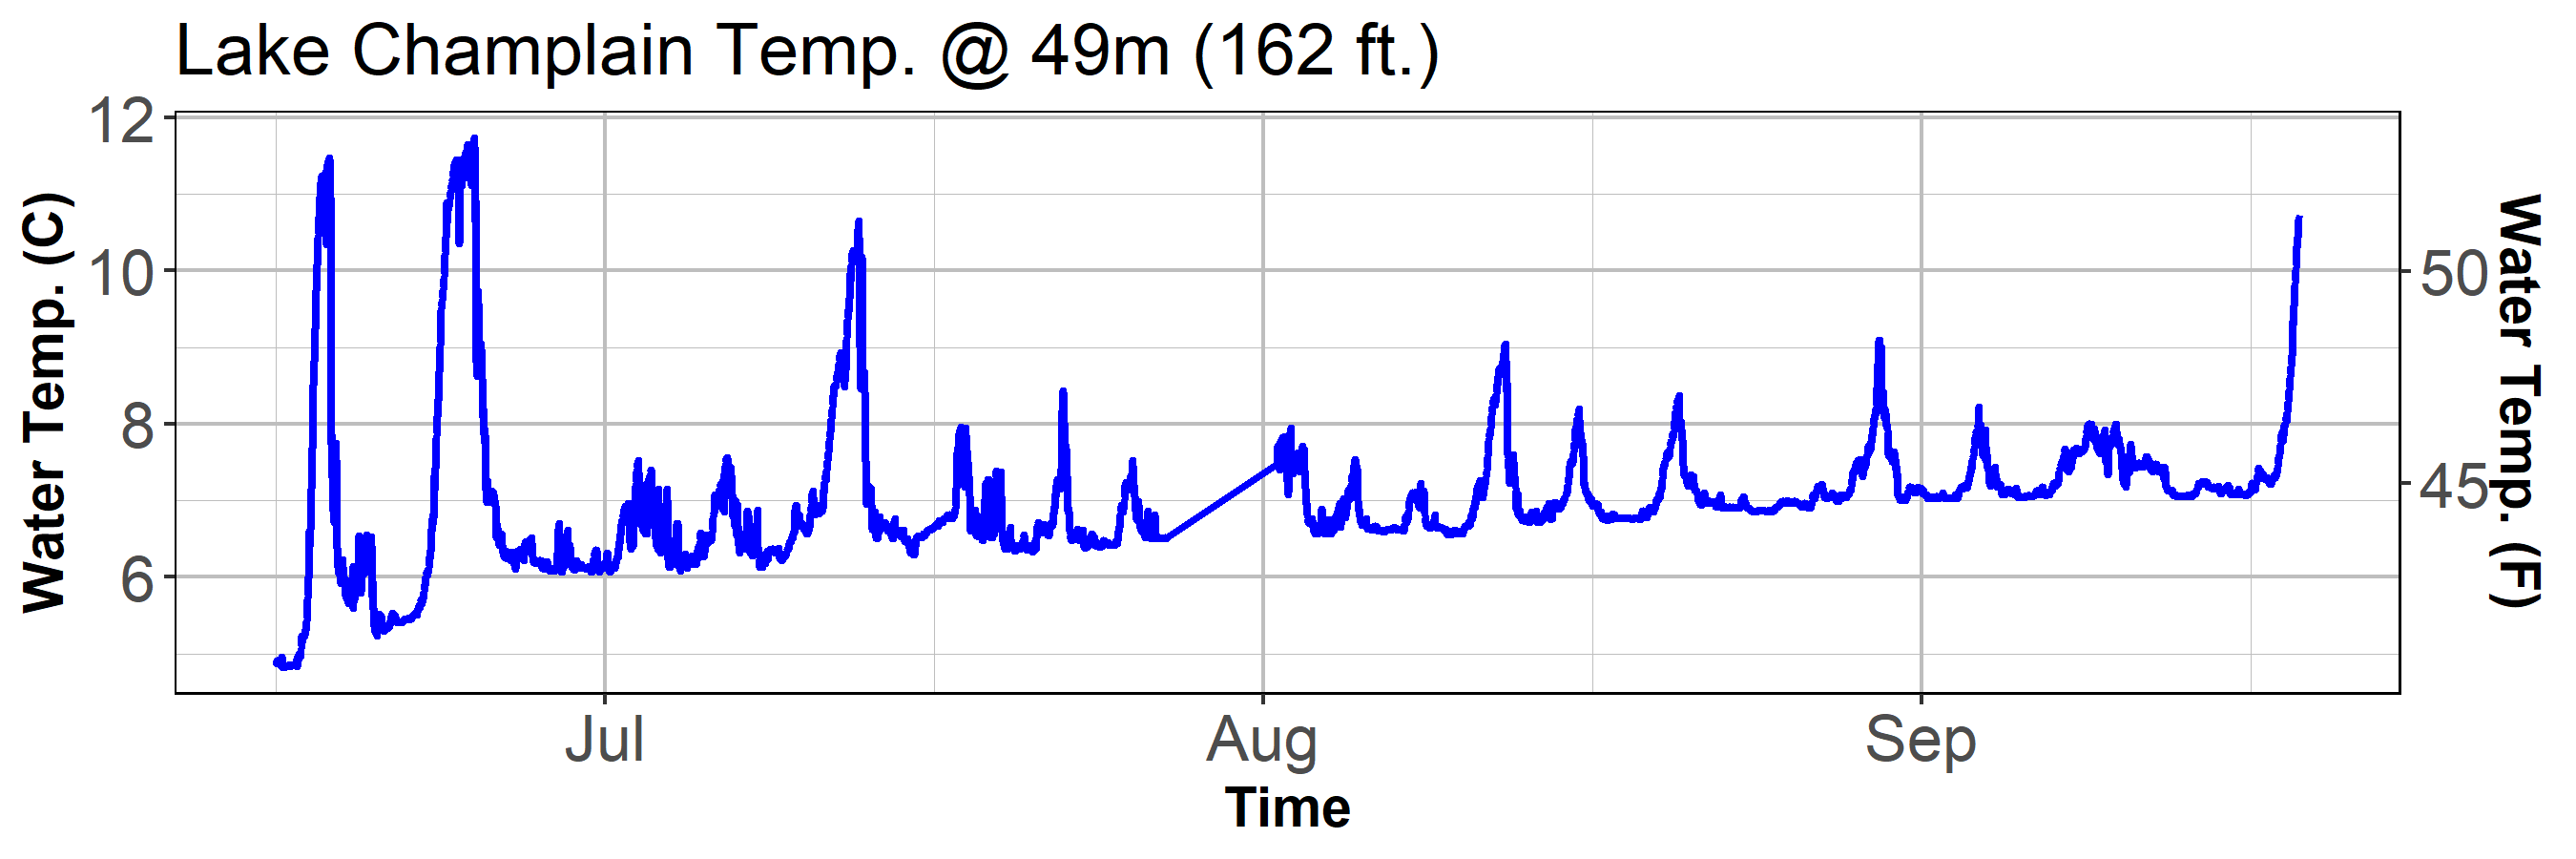 Lake Champlain Temp. @ 49m (162 ft.)
12
10
8
6
Water Temp. (C)
50
45
Water Temp. (F)
Jul
Aug
Sep
Time